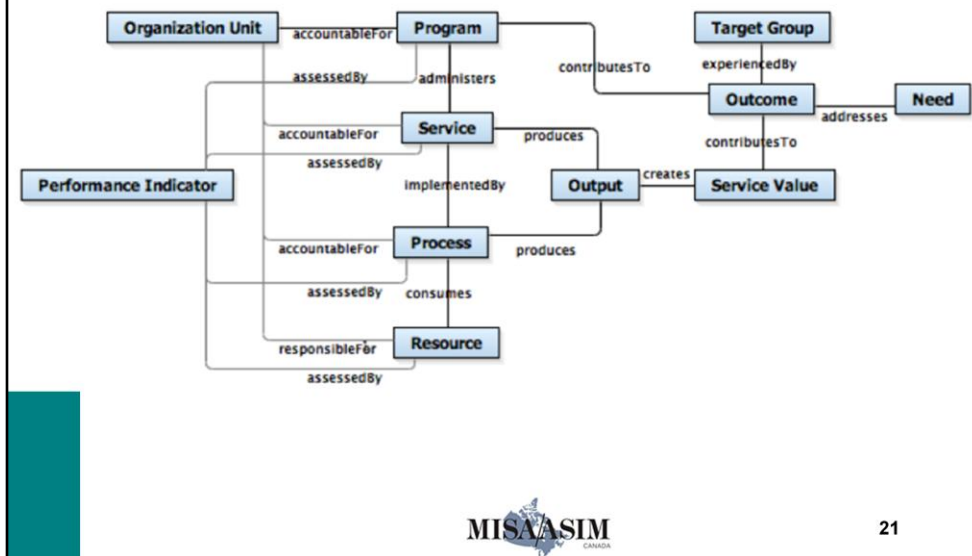 Organization Unit accountableFor Program Target Group
assessedBy administers contributesTo experiencedBy
Outcome addresses Need
accountableFor Service produces contributesTo
assessedBy
Performance Indicator implementedBy Output creates Service Value
accountableFor Process produces
assessedBy consumes
responsibleFor Resource
assessedBy
MISA/ASIM
CANADA
21